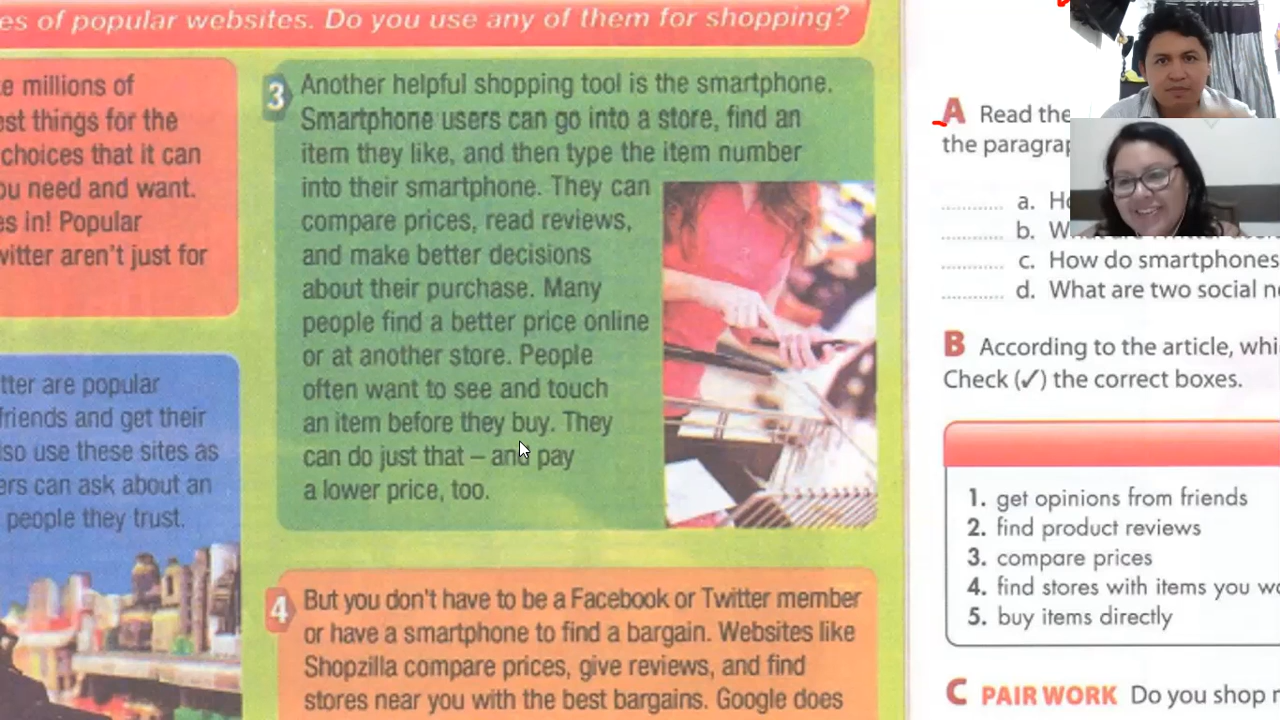 es of popular websites. Do you use any of them for shopping?
e millions of
est things for the
choices that it can
ou need and want.
es in! Popular
witter aren't just for
tter are popular
friends and get their
lso use these sites as
ers can ask about an
people they trust.
3 Another helpful shopping tool is the smartphone.
Smartphone users can go into a store, find an
item they like, and then type the item number
into their smartphone. They can
compare prices, read reviews,
and make better decisions
about their purchase. Many
people find a better price online
or at another store. People
often want to see and touch
an item before they buy. They
can do just that – and pay
a lower price, too.
4 But you don't have to be a Facebook or Twitter member
or have a smartphone to find a bargain. Websites like
Shopzilla compare prices, give reviews, and find
stores near you with the best bargains. Google does
A Read the
the paragrap
a. Ho
b.
c. How do smartphones
d. What are two social ne
B According to the article, whi
Check (✓) the correct boxes.
1. get opinions from friends
2. find product reviews
3. compare prices
4. find stores with items you wa
5. buy items directly
C PAIR WORK Do you shop